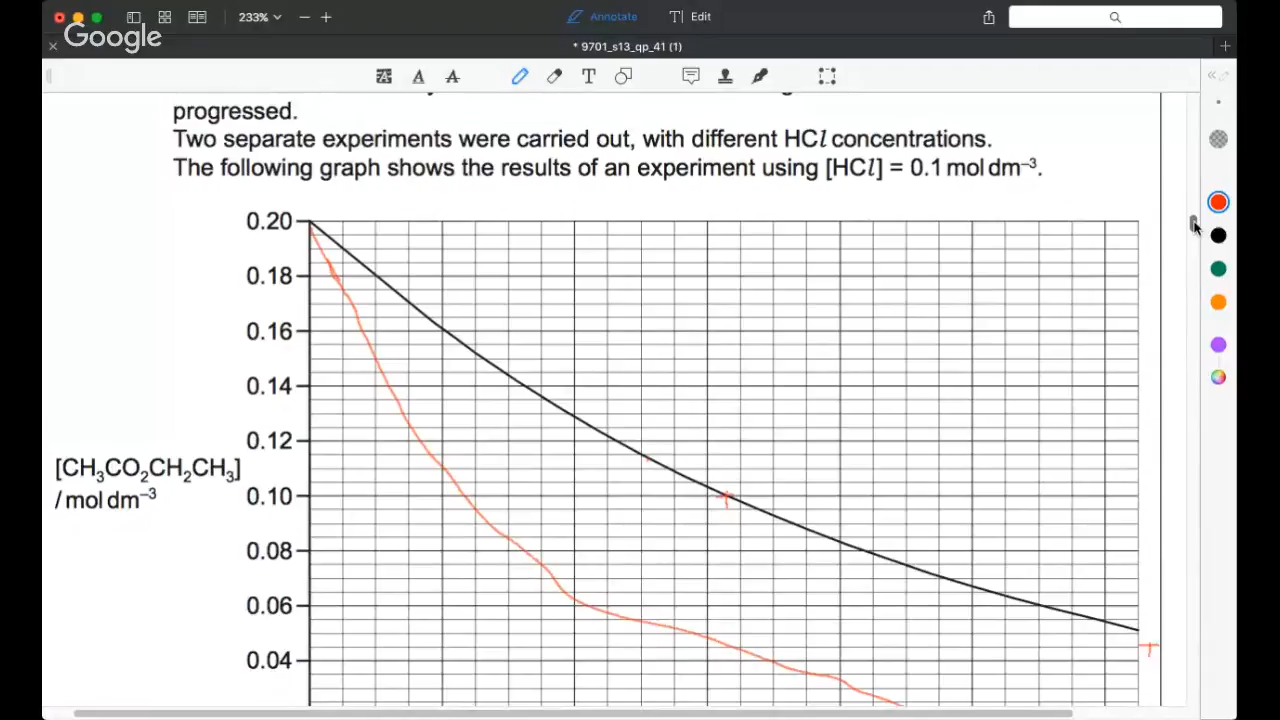 233%
Annotate
Edit
Google
* 9701_s13_qp_41 (1)
progressed.
Two separate experiments were carried out, with different HCl concentrations.
The following graph shows the results of an experiment using [HCl] = 0.1 mol dm⁻³.
0.20
0.18
0.16
0.14
0.12
[CH₃CO₂CH₂CH₃]
/ mol dm⁻³
0.10
0.08
0.06
0.04